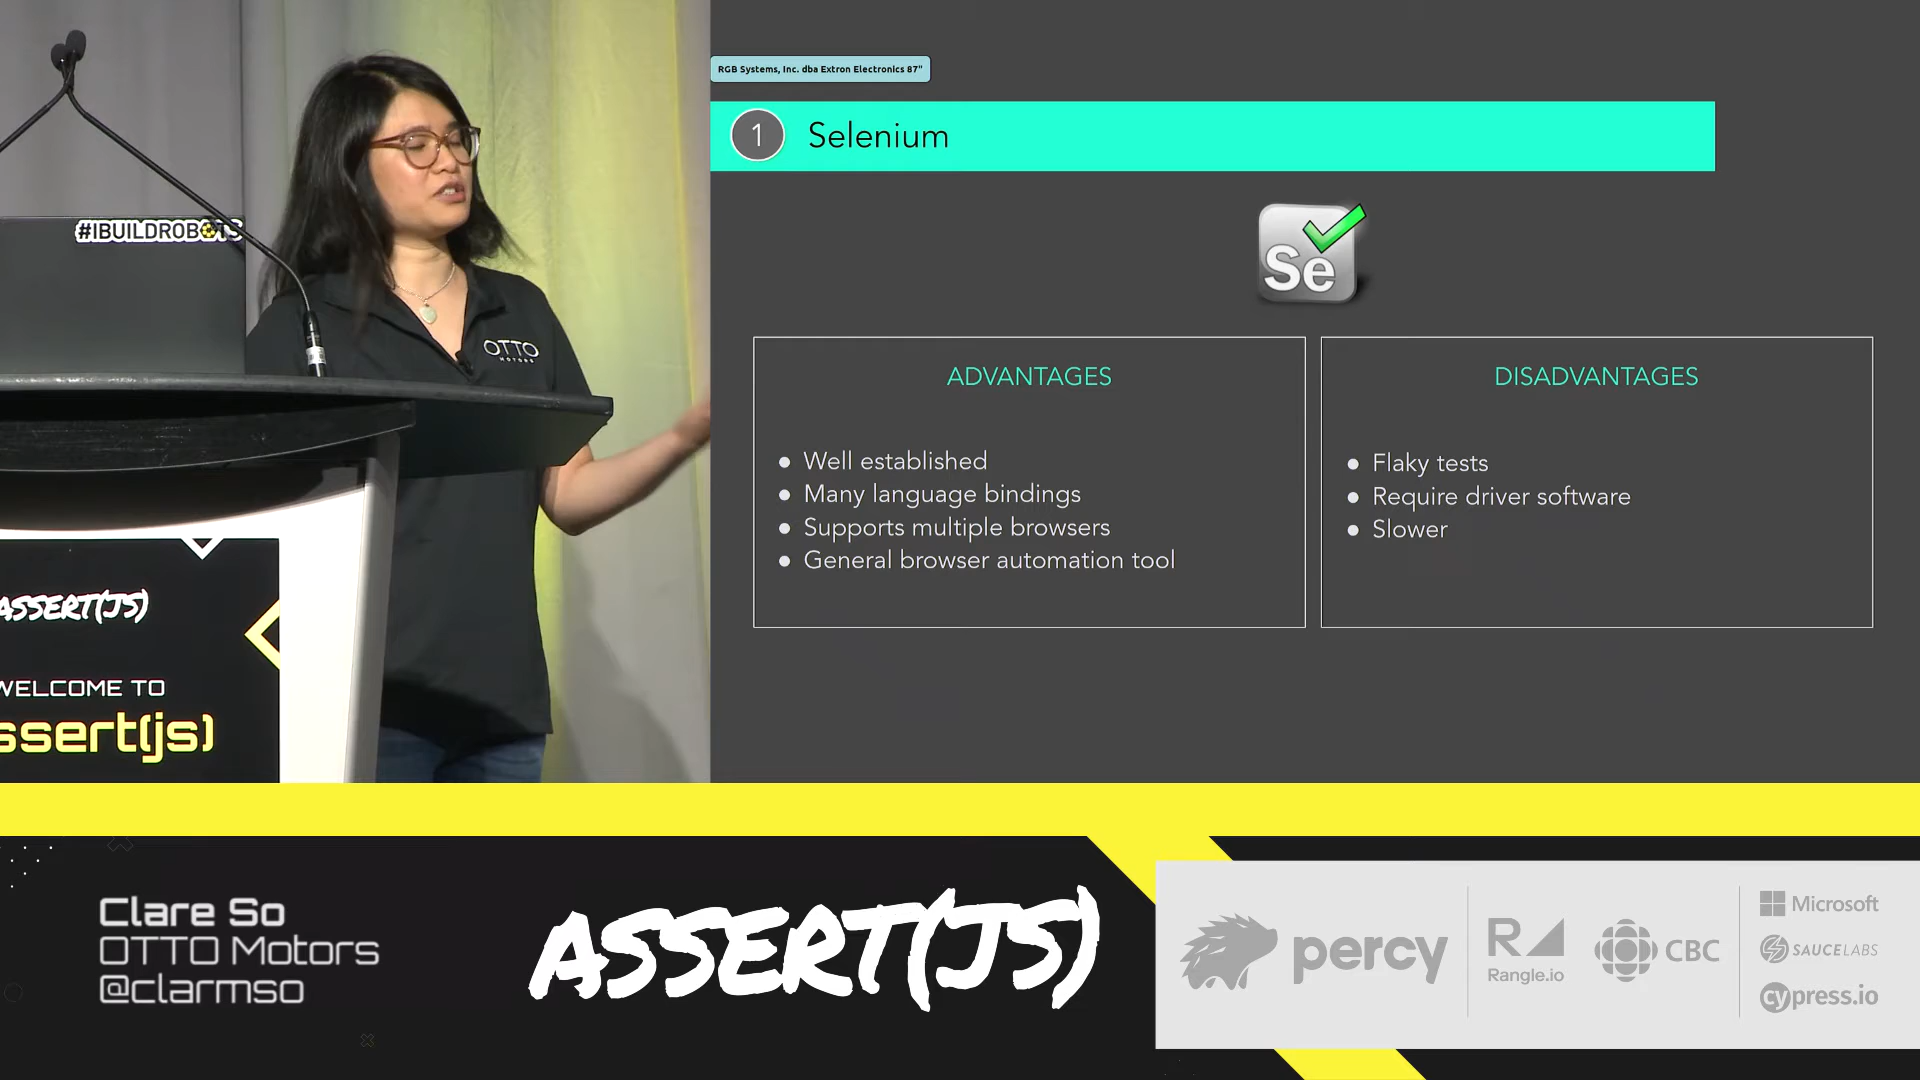 RGB Systems, Inc. dba Extron Electronics 87"
1 Selenium
Se
ADVANTAGES
● Well established
● Many language bindings
● Supports multiple browsers
● General browser automation tool
DISADVANTAGES
● Flaky tests
● Require driver software
● Slower
#IBUILDROBOTS
OTTO
MOTORS
ASSERT(JS)
WELCOME TO
assert(js)
Clare So
OTTO Motors
@clarmso
ASSERT(JS)
percy
R
Rangle.io
CBC
Microsoft
SAUCELABS
cypress.io